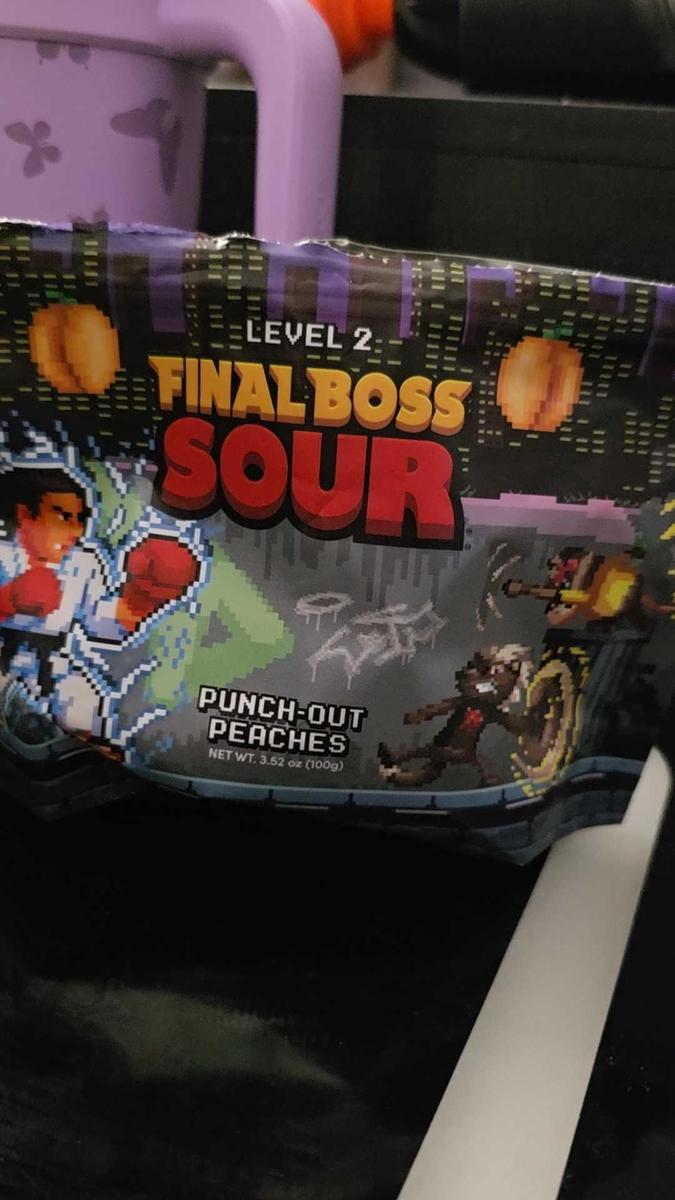 LEVEL 2
FINAL BOSS
SOUR
PUNCH-OUT
PEACHES
NET WT. 3.52 oz (100g)